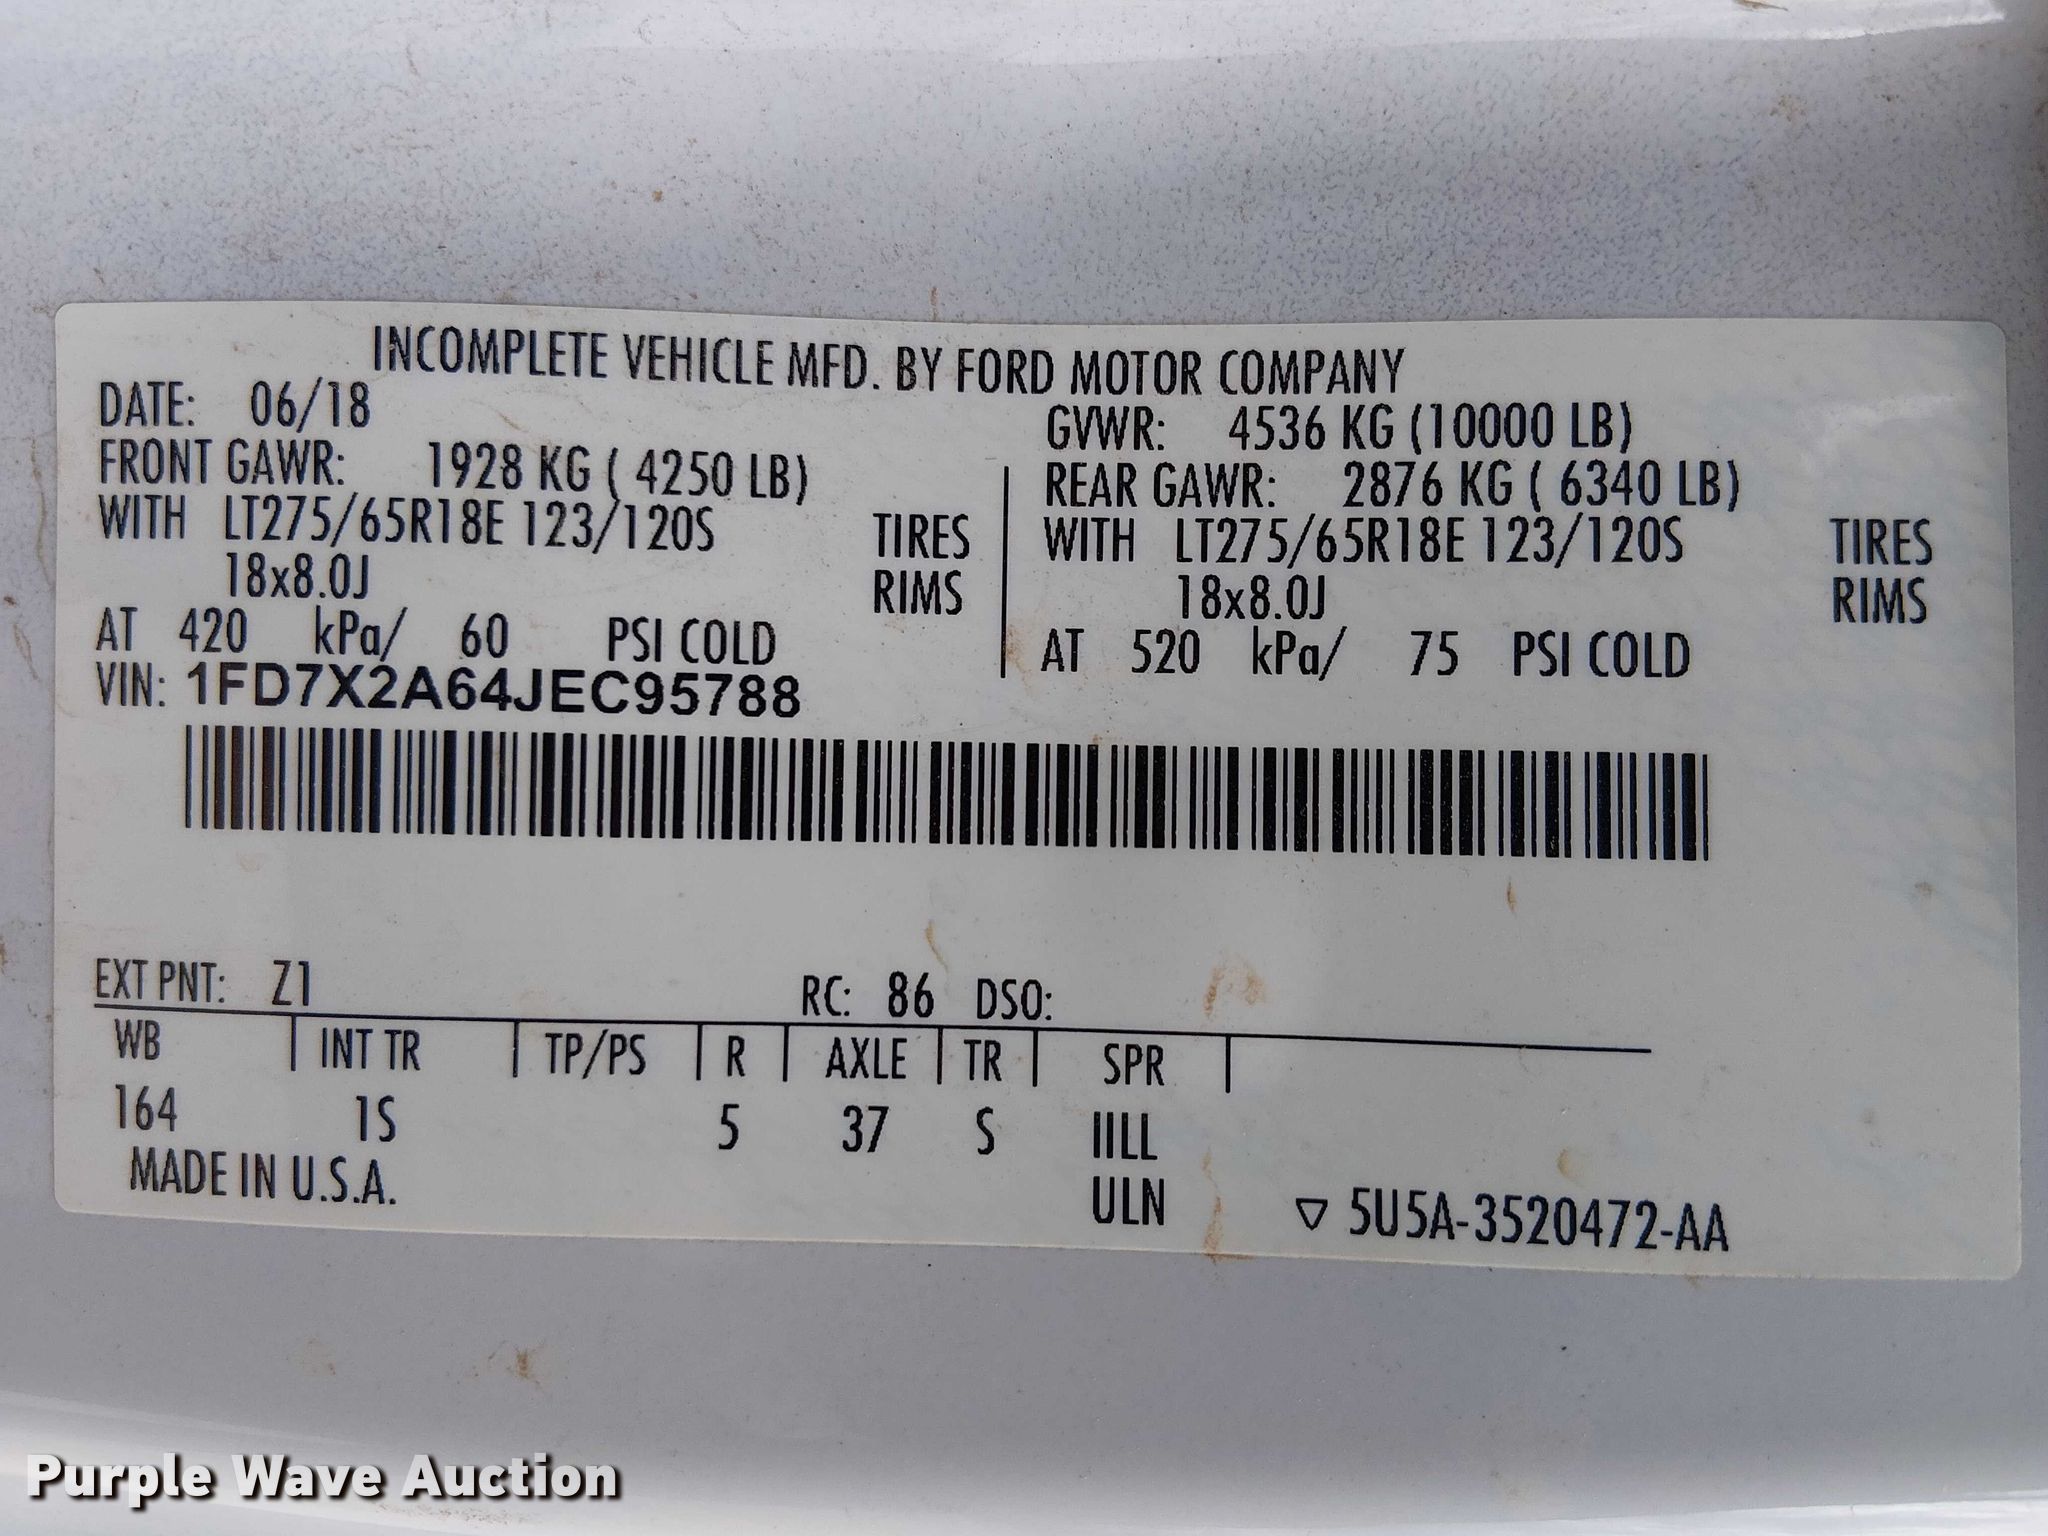 INCOMPLETE VEHICLE MFD. BY FORD MOTOR COMPANY
DATE: 06/18
GVWR: 4536 KG (10000 LB)
FRONT GAWR: 1928 KG ( 4250 LB)
REAR GAWR: 2876 KG ( 6340 LB)
WITH LT275/65R18E 123/120S TIRES
WITH LT275/65R18E 123/120S TIRES
18x8.0J RIMS
18x8.0J RIMS
AT 420 kPa/ 60 PSI COLD
AT 520 kPa/ 75 PSI COLD
VIN: 1FD7X2A64JEC95788
EXT PNT: Z1 RC: 86 DSO:
WB INT TR TP/PS R AXLE TR SPR
164 1S 5 37 S IILL
MADE IN U.S.A. ULN ▽ 5U5A-3520472-AA
Purple Wave Auction